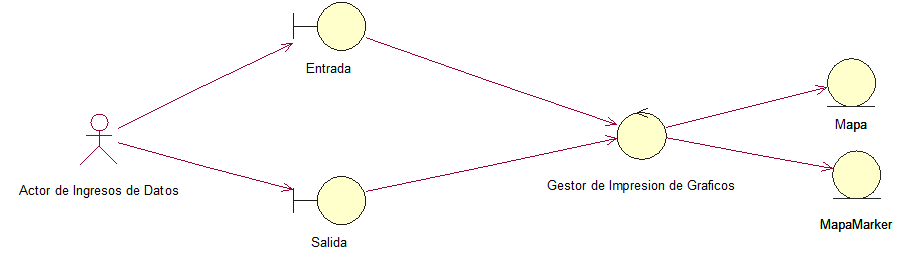 Entrada
Mapa
Actor de Ingresos de Datos
Gestor de Impresion de Graficos
MapaMarker
Salida